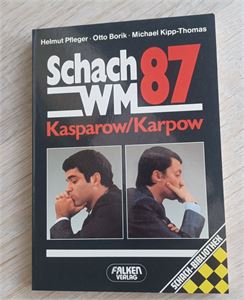 Helmut Pfleger · Otto Borik · Michael Kipp-Thomas
Schach
WM 87
Kasparow/Karpow
FALKEN
VERLAG
SCHACH-BIBLIOTHEK